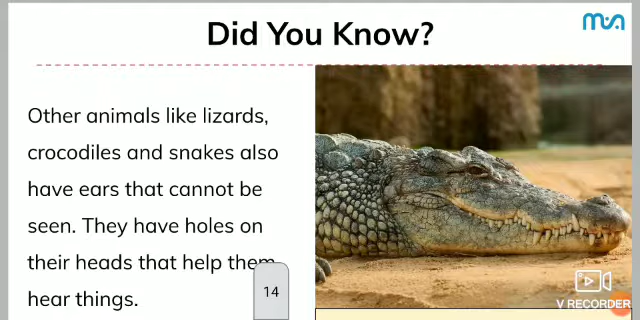 Did You Know?
Other animals like lizards,
crocodiles and snakes also
have ears that cannot be
seen. They have holes on
their heads that help them
hear things.
14
V RECORDER